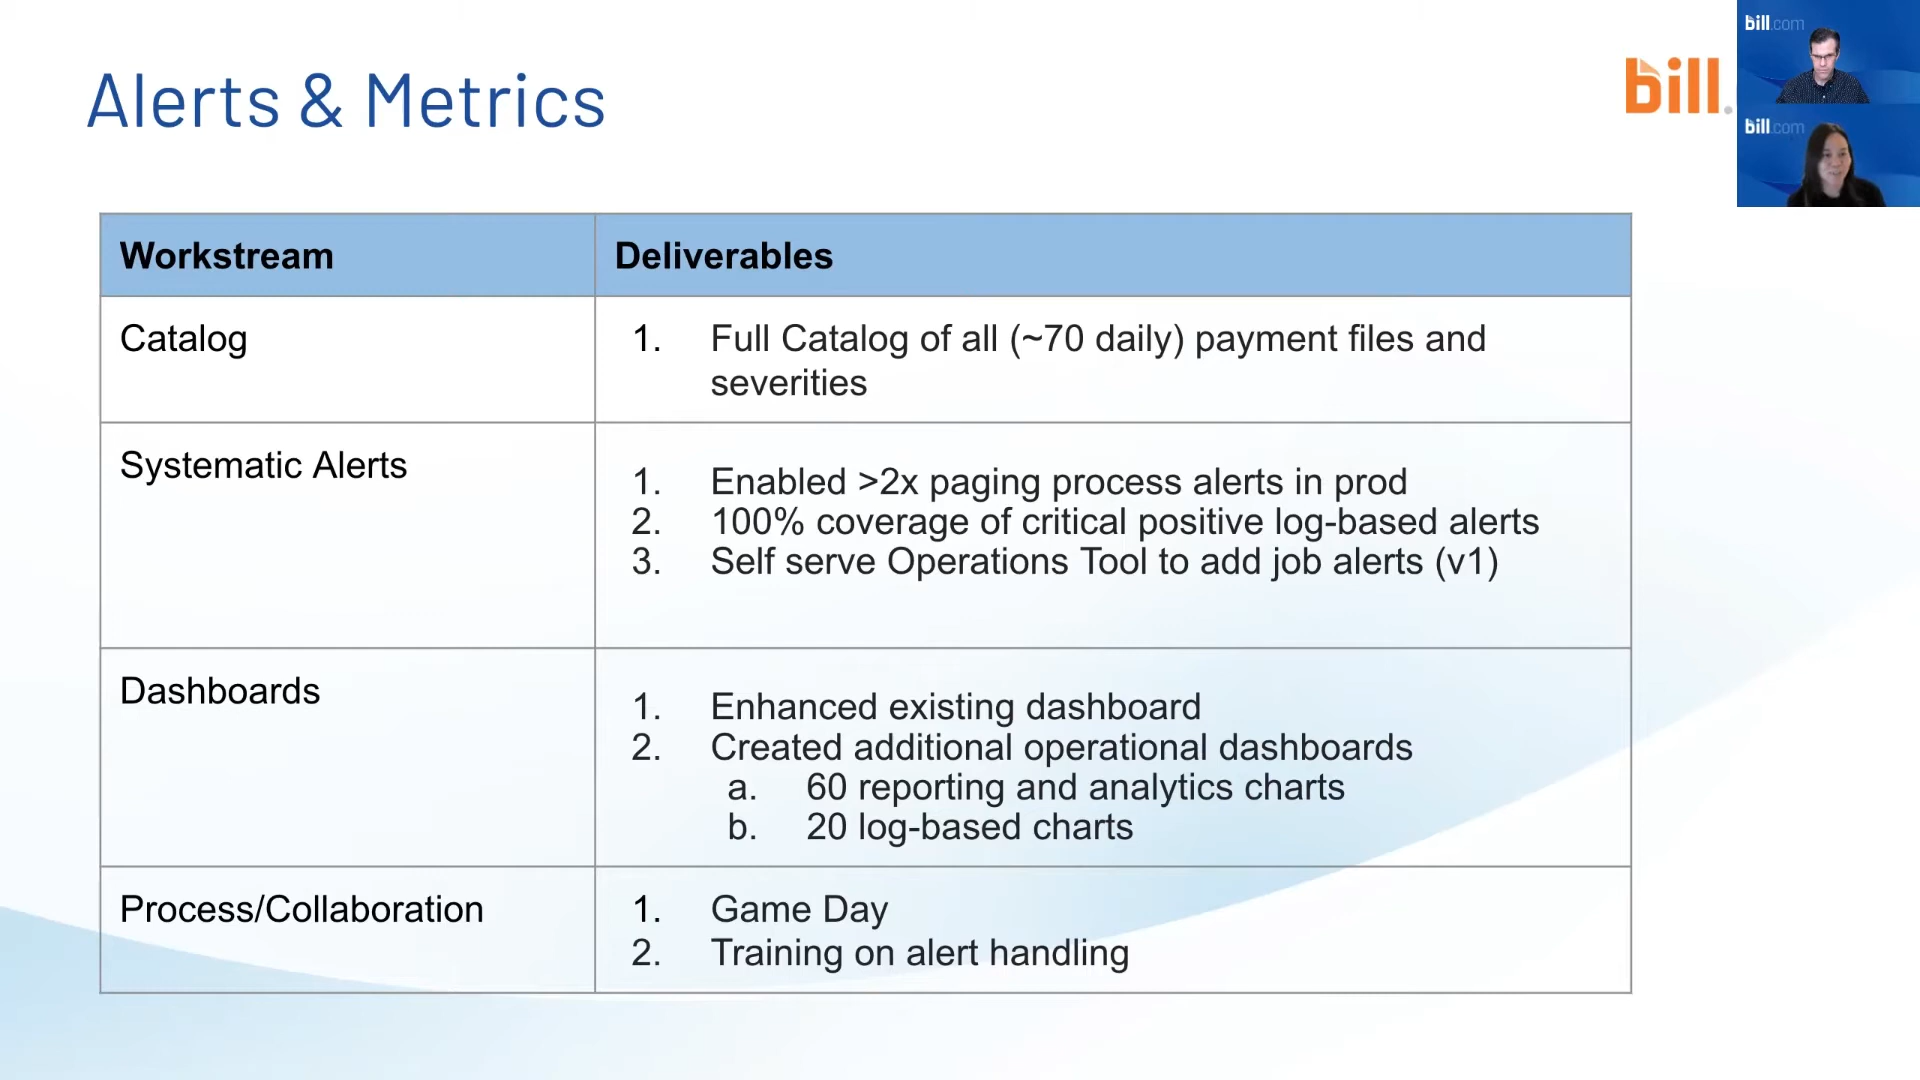 Alerts & Metrics
bill.
bill.com
bill.com
Workstream
Deliverables
Catalog
1. Full Catalog of all (~70 daily) payment files and
severities
Systematic Alerts
1. Enabled >2x paging process alerts in prod
2. 100% coverage of critical positive log-based alerts
3. Self serve Operations Tool to add job alerts (v1)
Dashboards
1. Enhanced existing dashboard
2. Created additional operational dashboards
a. 60 reporting and analytics charts
b. 20 log-based charts
Process/Collaboration
1. Game Day
2. Training on alert handling